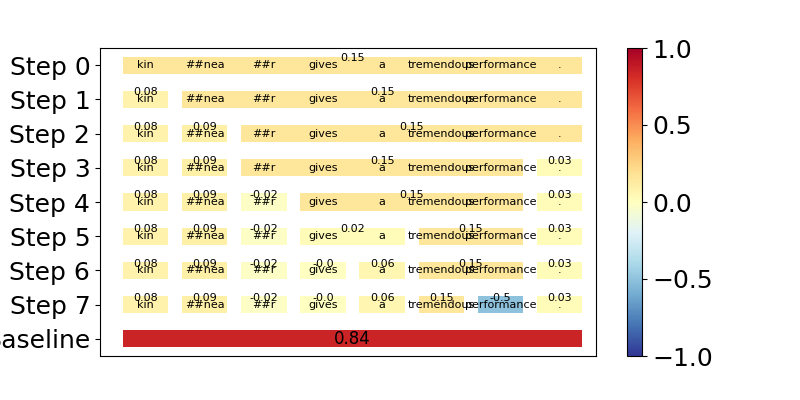 Step 0 kin ##nea ##r gives 0.15 a tremendous performance .
Step 1 0.08 kin ##nea ##r gives 0.15 a tremendous performance .
Step 2 0.08 kin 0.09 ##nea ##r gives a 0.15 tremendous performance .
Step 3 0.08 kin 0.09 ##nea ##r gives 0.15 a tremendous performance 0.03 .
Step 4 0.08 kin 0.09 ##nea -0.02 ##r gives a 0.15 tremendous performance 0.03 .
Step 5 0.08 kin 0.09 ##nea -0.02 ##r gives 0.02 a tremendous 0.15 performance 0.03 .
Step 6 0.08 kin 0.09 ##nea -0.02 ##r -0.0 gives 0.06 a tremendous 0.15 performance 0.03 .
Step 7 0.08 kin 0.09 ##nea -0.02 ##r -0.0 gives 0.06 a 0.15 tremendous -0.5 performance 0.03 .
aseline 0.84
1.0
0.5
0.0
−0.5
−1.0